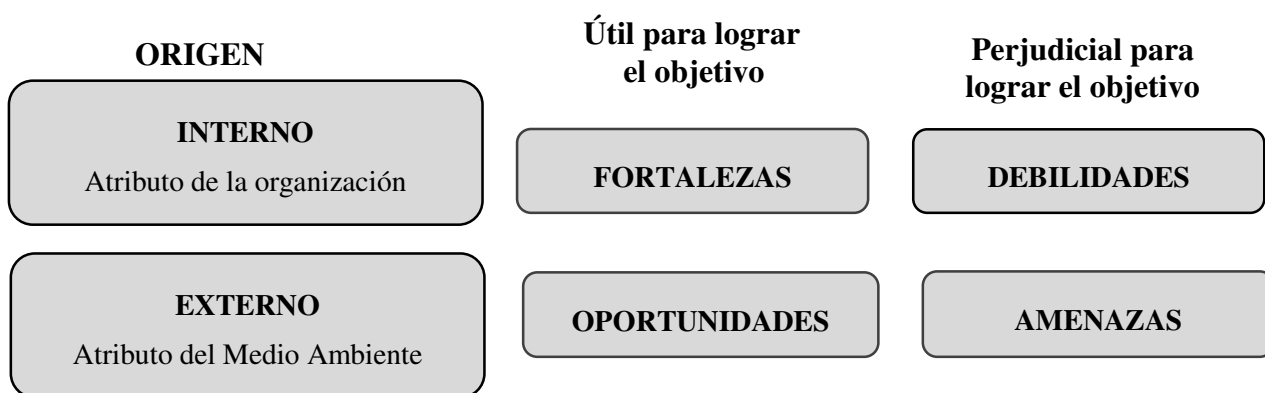 ORIGEN
Útil para lograr
el objetivo
Perjudicial para
lograr el objetivo
INTERNO
Atributo de la organización
FORTALEZAS
DEBILIDADES
EXTERNO
Atributo del Medio Ambiente
OPORTUNIDADES
AMENAZAS